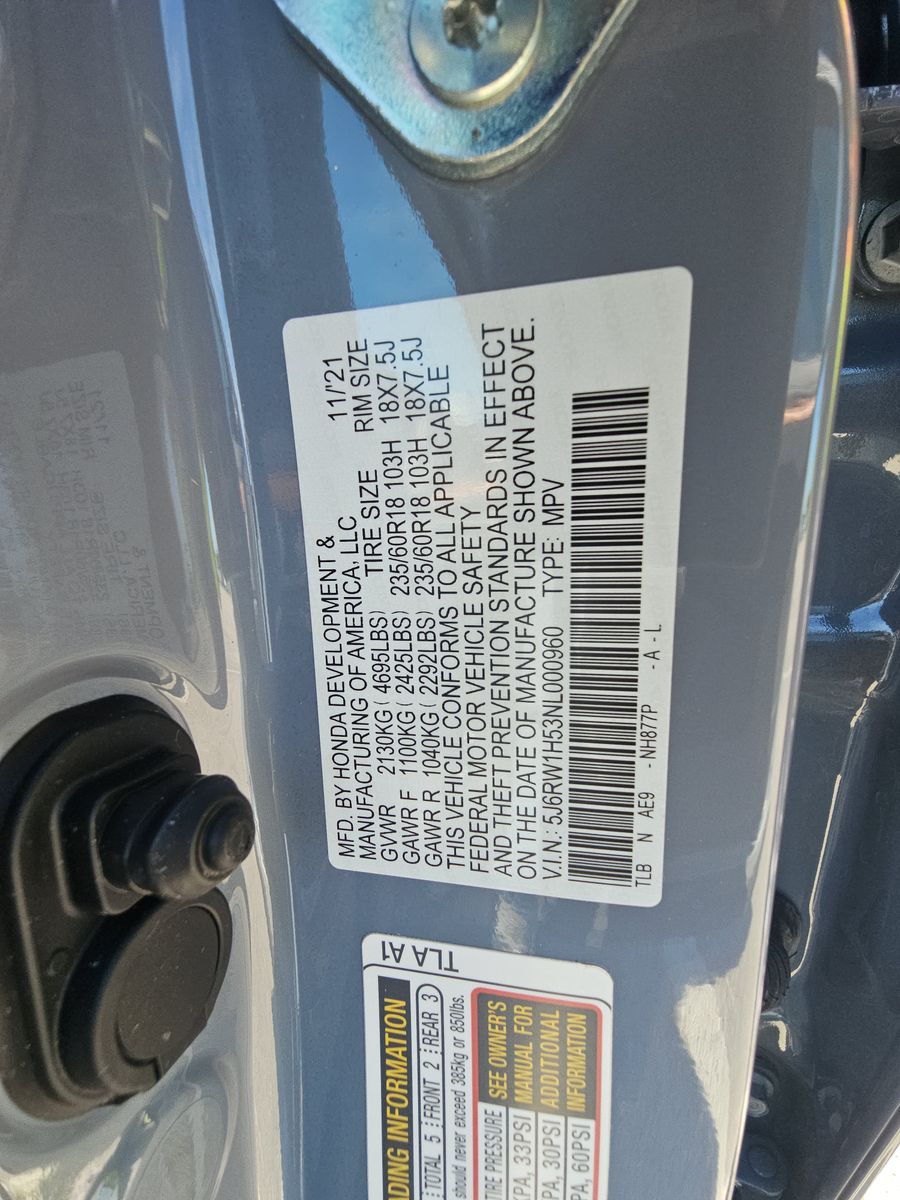 MFD. BY HONDA DEVELOPMENT & 11/'21
MANUFACTURING OF AMERICA, LLC
TIRE SIZE RIM SIZE
GVWR 2130KG ( 4695LBS)
GAWR F 1100KG ( 2425LBS) 235/60R18 103H 18X7.5J
GAWR R 1040KG ( 2292LBS) 235/60R18 103H 18X7.5J
THIS VEHICLE CONFORMS TO ALL APPLICABLE
FEDERAL MOTOR VEHICLE SAFETY
AND THEFT PREVENTION STANDARDS IN EFFECT
ON THE DATE OF MANUFACTURE SHOWN ABOVE.
V.I.N.: 5J6RW1H53NL000960 TYPE: MPV
TLB N AE9 - NH877P - A - L
TLA A1
ADING INFORMATION
TOTAL 5 FRONT 2 REAR 3
should never exceed 385kg or 850lbs.
TIRE PRESSURE SEE OWNER'S
PA, 33PSI MANUAL FOR
PA, 30PSI ADDITIONAL
PA, 60PSI INFORMATION